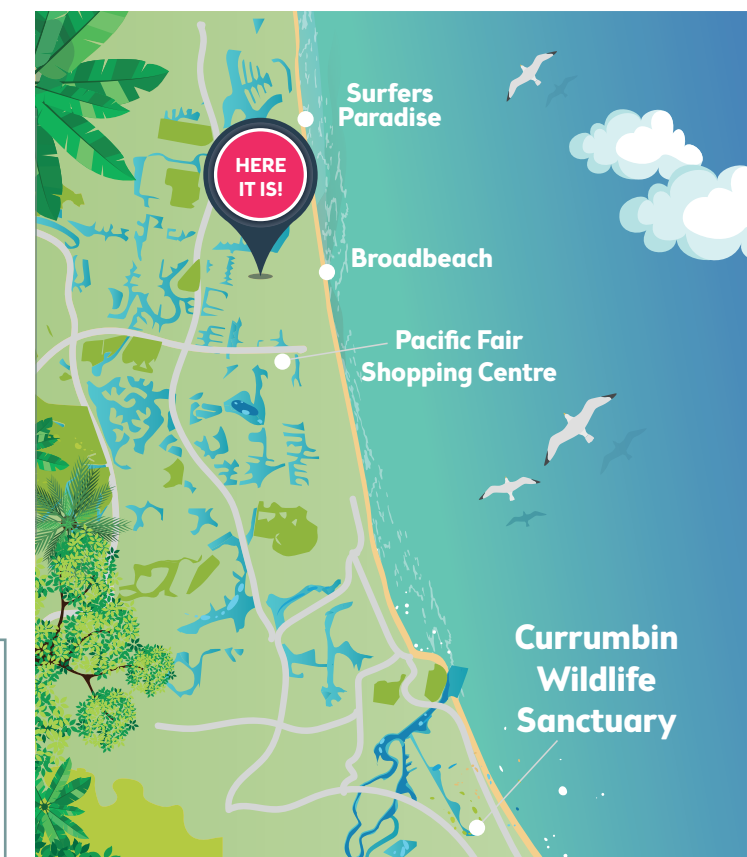 Surfers
Paradise
HERE
IT IS!
Broadbeach
Pacific Fair
Shopping Centre
Currumbin
Wildlife
Sanctuary